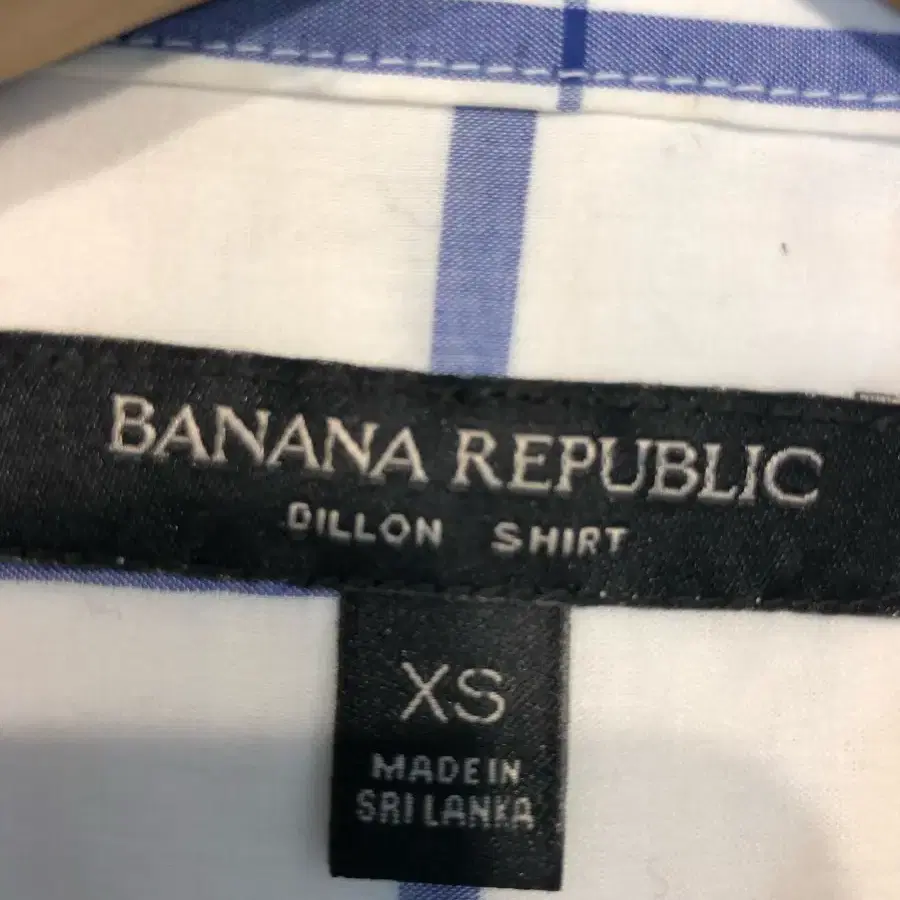 BANANA REPUBLIC
DILLON SHIRT
XS
MADE IN
SRI LANKA